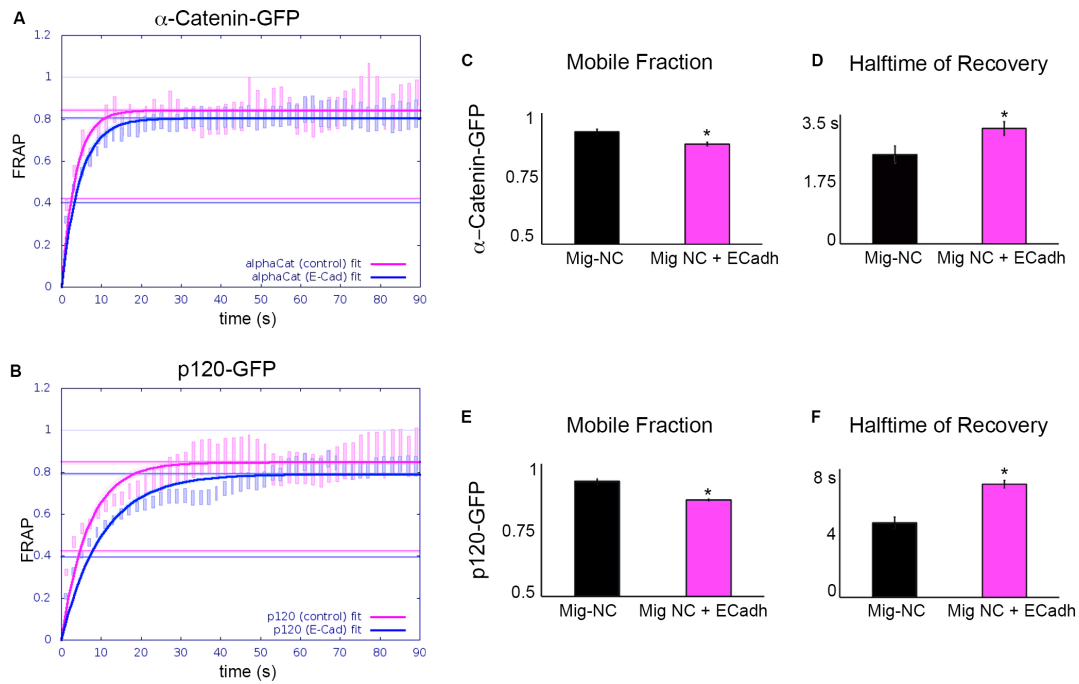 A
α-Catenin-GFP
1.2
1
0.8
0.6
0.4
0.2
0
FRAP
alphaCat (control) fit
alphaCat (E-Cad) fit
0 10 20 30 40 50 60 70 80 90
time (s)
C
Mobile Fraction
α–Catenin-GFP
1
0.75
0.5
Mig-NC
Mig NC + ECadh
*
D
Halftime of Recovery
3.5 s
1.75
0
Mig-NC
Mig NC + ECadh
*
B
p120-GFP
1.2
1
0.8
0.6
0.4
0.2
0
FRAP
p120 (control) fit
p120 (E-Cad) fit
0 10 20 30 40 50 60 70 80 90
time (s)
E
Mobile Fraction
p120-GFP
1
0.75
0.5
Mig-NC
Mig NC + ECadh
*
F
Halftime of Recovery
8 s
4
0
Mig-NC
Mig NC + ECadh
*